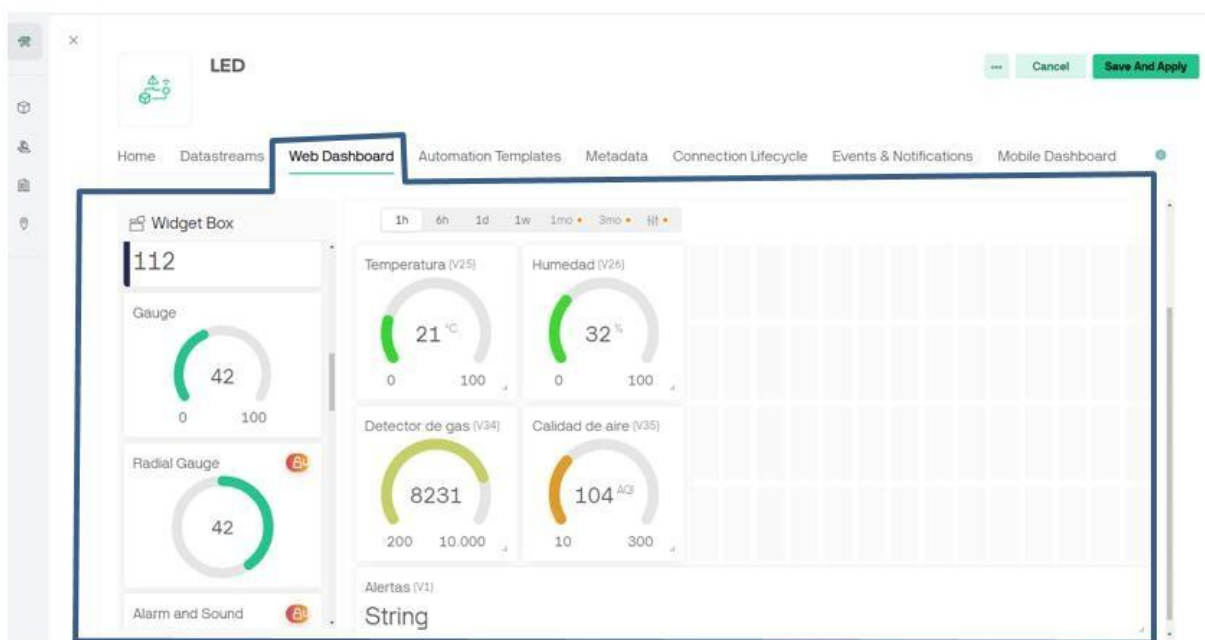 LED
... Cancel Save And Apply
Home Datastreams Web Dashboard Automation Templates Metadata Connection Lifecycle Events & Notifications Mobile Dashboard
Widget Box
1h 6h 1d 1w 1mo 3mo
112
Gauge
42
0 100
Radial Gauge
42
Alarm and Sound
Temperatura (V25) Humedad (V26)
21 °C 32 %
0 100 0 100
Detector de gas (V34) Calidad de aire (V35)
8231 104 AQI
200 10.000 10 300
Alertas (V1)
String